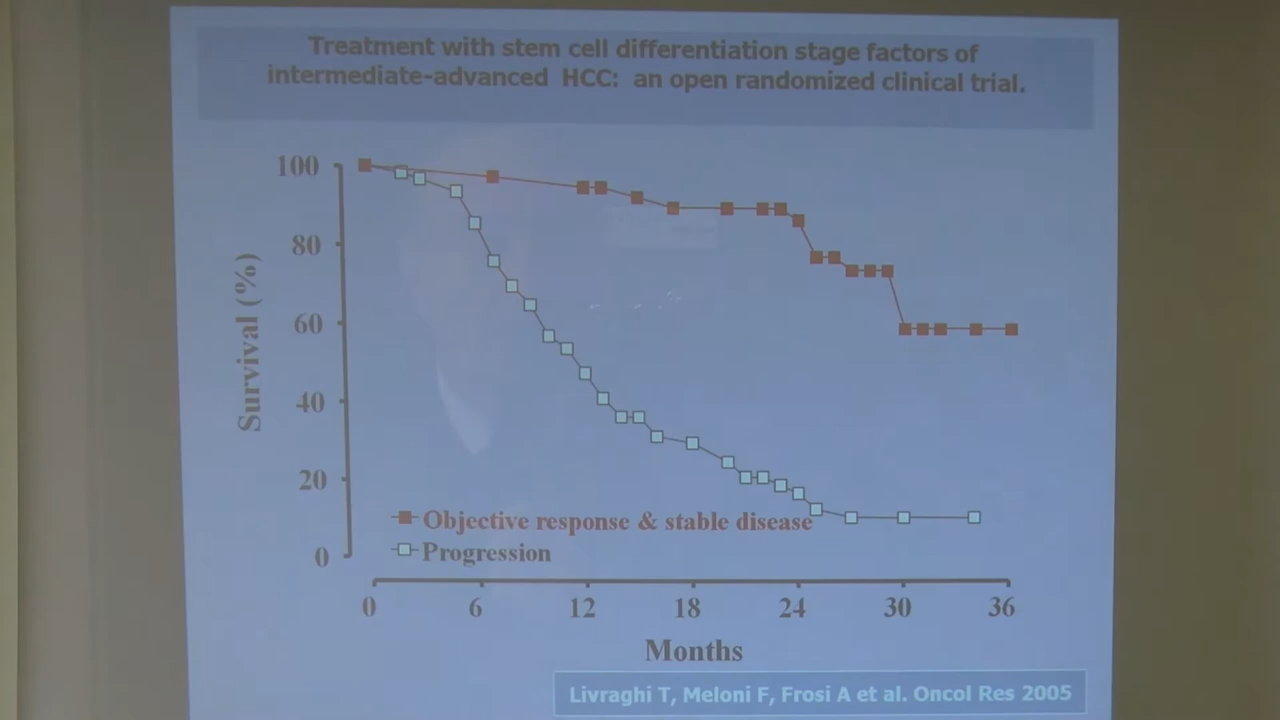 Treatment with stem cell differentiation stage factors of
intermediate-advanced HCC: an open randomized clinical trial.
100
80
60
40
20
0
Survival (%)
Objective response & stable disease
Progression
0 6 12 18 24 30 36
Months
Livraghi T, Meloni F, Frosi A et al. Oncol Res 2005